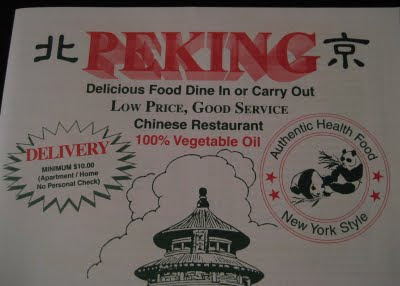 北 PEKING 京
Delicious Food Dine In or Carry Out
LOW PRICE, GOOD SERVICE
Chinese Restaurant
100% Vegetable Oil
DELIVERY
MINIMUM $10.00
(Apartment / Home
No Personat Check)
Authentic Health Food
New York Style